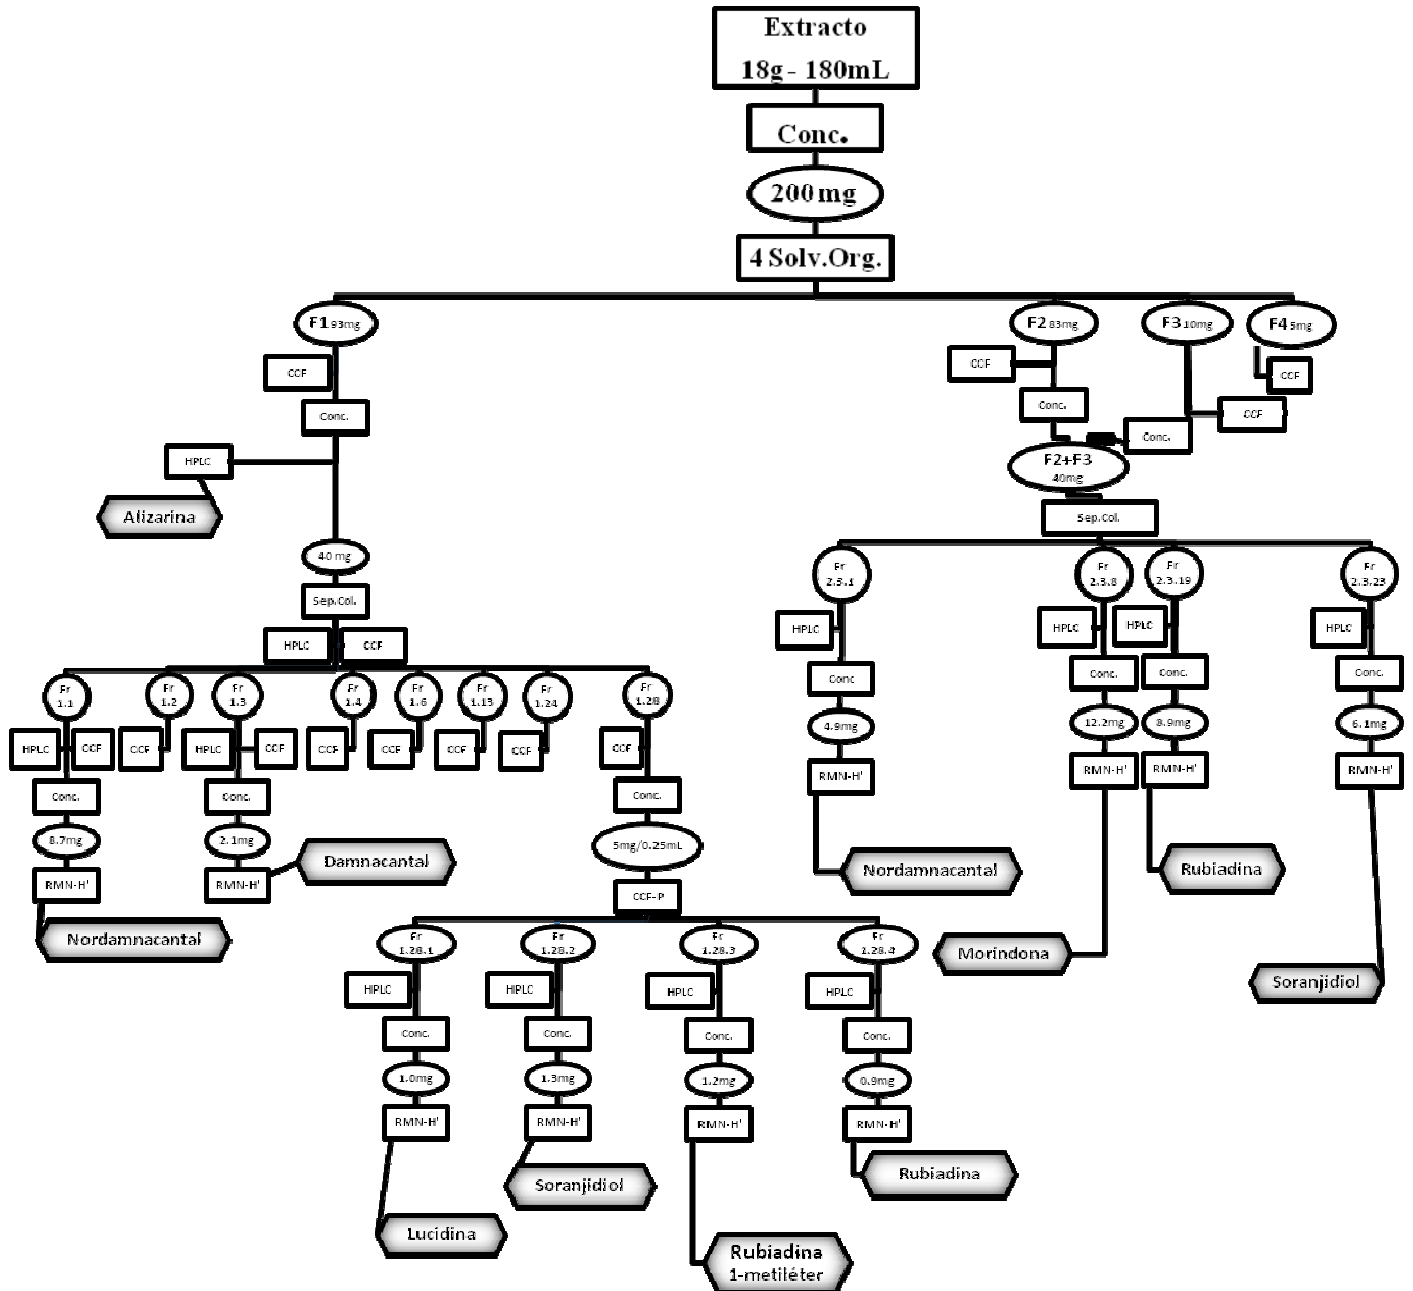 Extracto
18g - 180mL
Conc.
200 mg
4 Solv.Org.
F1 93mg
F2 83mg
F3 10mg
F4 5mg
CCF
CCF
CCF
CCF
Conc.
Conc.
Conc.
HPLC
F2+F3
40mg
Alizarina
Sep.Col.
40 mg
Sep.Col.
Fr
2.3.1
Fr
2.3.8
Fr
2.3.19
Fr
2.3.23
HPLC
HPLC
HPLC
HPLC
HPLC
CCF
Conc
Conc
Conc.
Conc.
Fr
1.1
Fr
1.2
Fr
1.3
Fr
1.4
Fr
1.6
Fr
1.13
Fr
1.24
Fr
1.28
4.9mg
12.2mg
8.9mg
6.1mg
HPLC
CCF
CCF
HPLC
CCF
CCF
CCF
CCF
CCF
CCF
RMN-H'
RMN-H'
RMN-H'
RMN-H'
Conc.
Conc.
Conc.
8.7mg
2.1mg
5mg/0.25mL
Damnacantal
Nordamnacantal
Rubiadina
RMN-H'
RMN-H'
CCF-P
Nordamnacantal
Fr
1.28.1
Fr
1.28.2
Fr
1.28.3
Fr
1.28.4
Morindona
Soranjidiol
HPLC
HPLC
HPLC
HPLC
Conc.
Conc.
Conc.
Conc.
1.0mg
1.3mg
1.2mg
0.9mg
RMN-H'
RMN-H'
RMN-H'
RMN-H'
Soranjidiol
Rubiadina
Lucidina
Rubiadina
1-metiléter